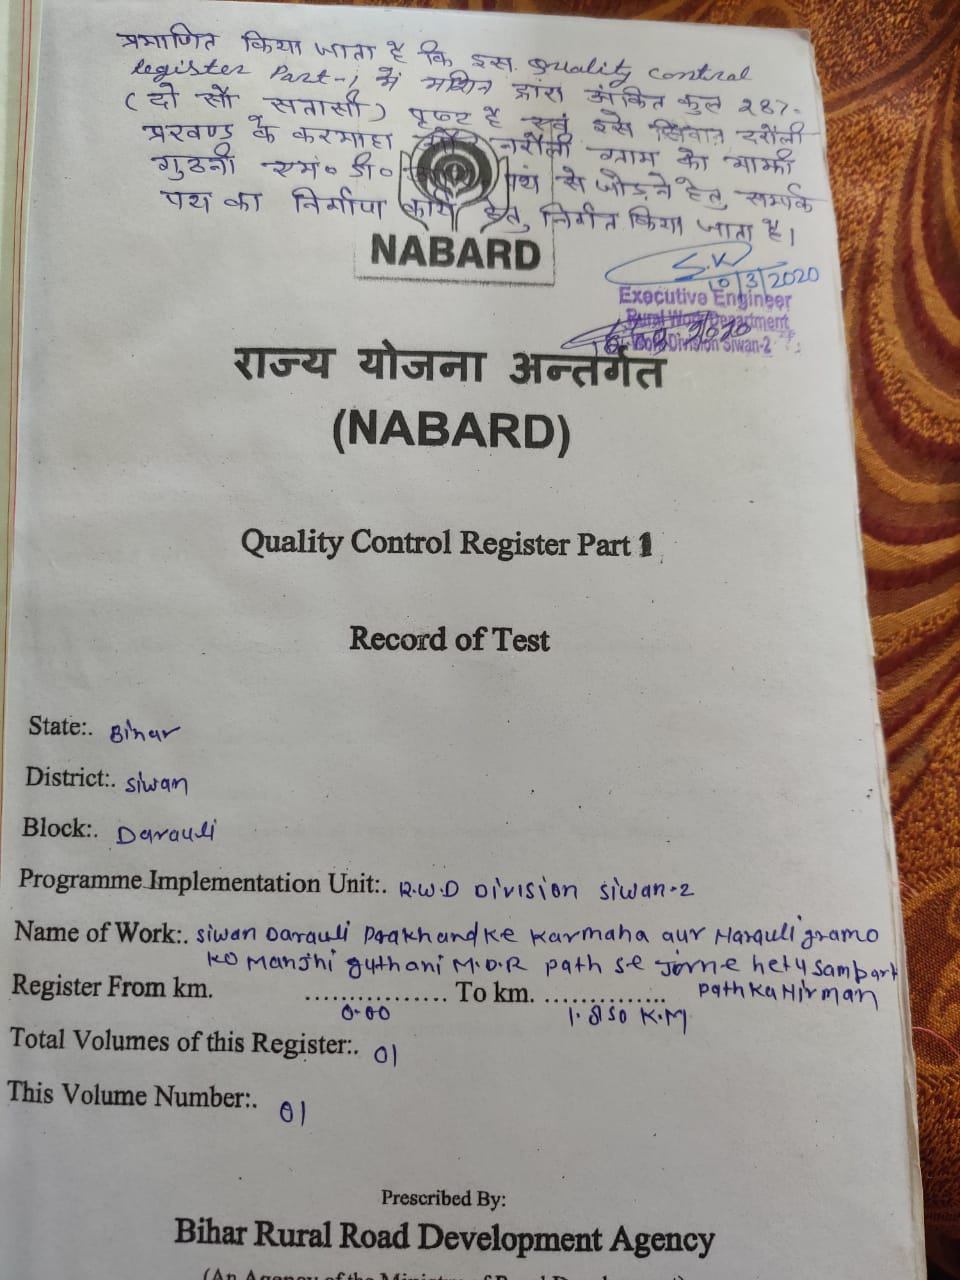 प्रमाणित किया जाता है कि इस Quality control
register Part-1 में मशीन द्वारा अंकित कुल 287-
(दो सौ सतासी) पृष्ट है एवं इसे सिवान दरौली
प्रखण्ड के करमाहा और नरौली ग्राम को मांझी
गुठनी एम० डी० पथ से जोड़ने हेतु सम्पर्क
पथ का निर्माण कार्य हेतु निर्गत किया जाता है।
NABARD
10/3/2020
Executive Engineer
Rural Work Department
Work Division Siwan-2
राज्य योजना अन्तर्गत
(NABARD)
Quality Control Register Part 1
Record of Test
State:. Bihar
District:. Siwan
Block:. Darauli
Programme Implementation Unit:. R.W.D Division Siwan-2
Name of Work:. Siwan Darauli Prakhand ke Karmaha aur Narauli gramo
ko Manjhi guthani M.D.R path se jorne hetu sampark
path ka Nirman
Register From km. ................ To km. ..............
0.00 1.850 K.M
Total Volumes of this Register:. 01
This Volume Number:. 01
Prescribed By:
Bihar Rural Road Development Agency